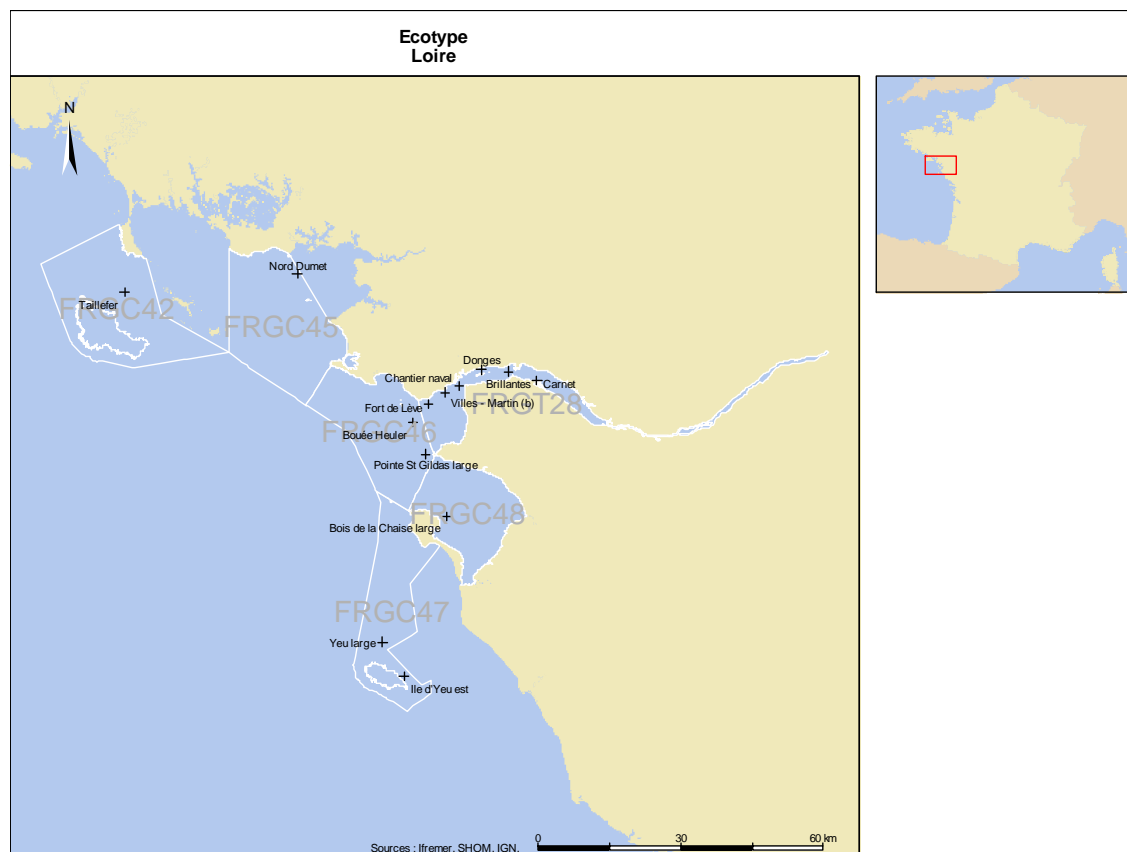 Ecotype
Loire
N
Nord Dumet
Taillefer
FRGC42
FRGC45
Donges
Chantier naval
Brillantes
Carnet
Fort de Lève
Villes - Martin (b)
FROT28
FRGC46
Bouée Heuler
Pointe St Gildas large
FRGC48
Bois de la Chaise large
FRGC47
Yeu large
Ile d'Yeu est
0
30
60 km
Sources : Ifremer, SHOM, IGN.